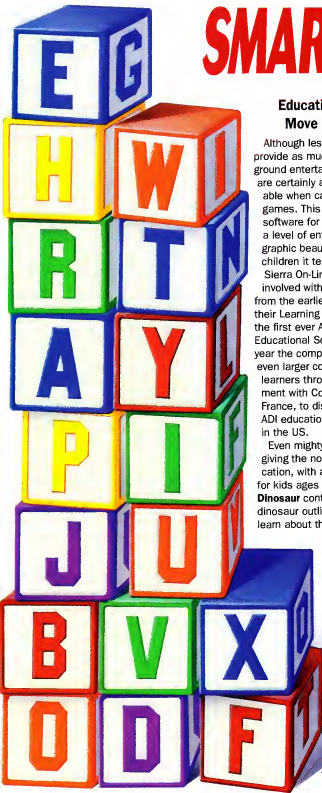 SMAR
E G
H W I
R T N
A Y L
P I F
J U
B V X
O D F T
Educati
Move
Although les
provide as mu
ground enterta
are certainly a
able when ca
games. This
software for
a level of ent
graphic beau
children it te
Sierra On-Lin
involved with
from the earlie
their Learning
the first ever A
Educational Se
year the comp
even larger co
learners throu
ment with Co
France, to dis
ADI educatio
in the US.
Even mighty
giving the no
cation, with a
for kids ages
Dinosaur cont
dinosaur outli
learn about th